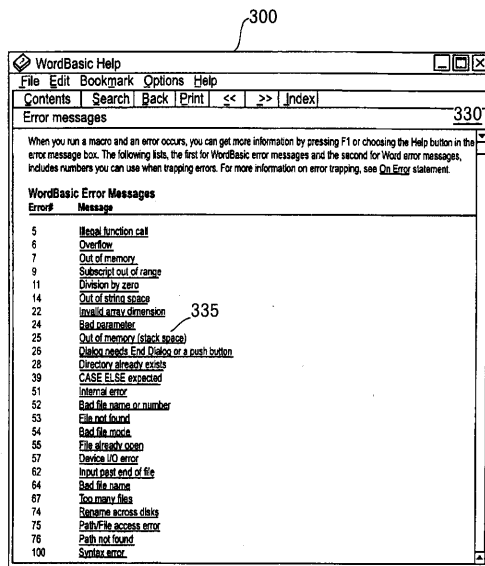 300
WordBasic Help
File Edit Bookmark Options Help
Contents Search Back Print << >> Index
Error messages 330
When you run a macro and an error occurs, you can get more information by pressing F1 or choosing the Help button in the
error message box. The following lists, the first for WordBasic error messages and the second for Word error messages,
includes numbers you can use when trapping errors. For more information on error trapping, see On Error statement.
WordBasic Error Messages
Error# Message
5 Illegal function call
6 Overflow
7 Out of memory
9 Subscript out of range
11 Division by zero
14 Out of string space
22 Invalid array dimension
335
24 Bad parameter
25 Out of memory (stack space)
26 Dialog needs End Dialog or a push button
28 Directory already exists
39 CASE ELSE expected
51 Internal error
52 Bad file name or number
53 File not found
54 Bad file mode
55 File already open
57 Device I/O error
62 Input past end of file
64 Bad file name
67 Too many files
74 Rename across disks
75 Path/File access error
76 Path not found
100 Syntax error